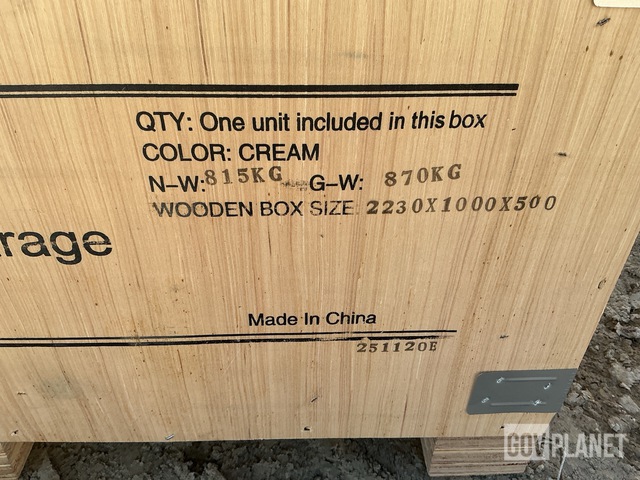 QTY: One unit included in this box
COLOR: CREAM
N-W: 815KG G-W: 870KG
WOODEN BOX SIZE 2230X1000X500
rage
Made In China
251120E
GOVPLANET